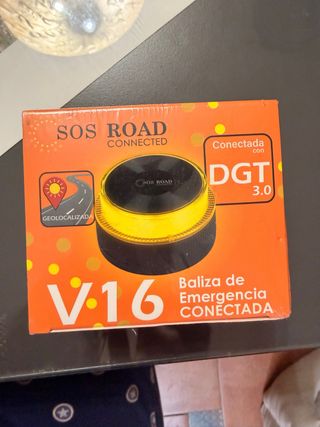 SOS ROAD
CONNECTED
Conectada
con
DGT
3.0
GEOLOCALIZADA
SOS ROAD
V16
Baliza de
Emergencia
CONECTADA